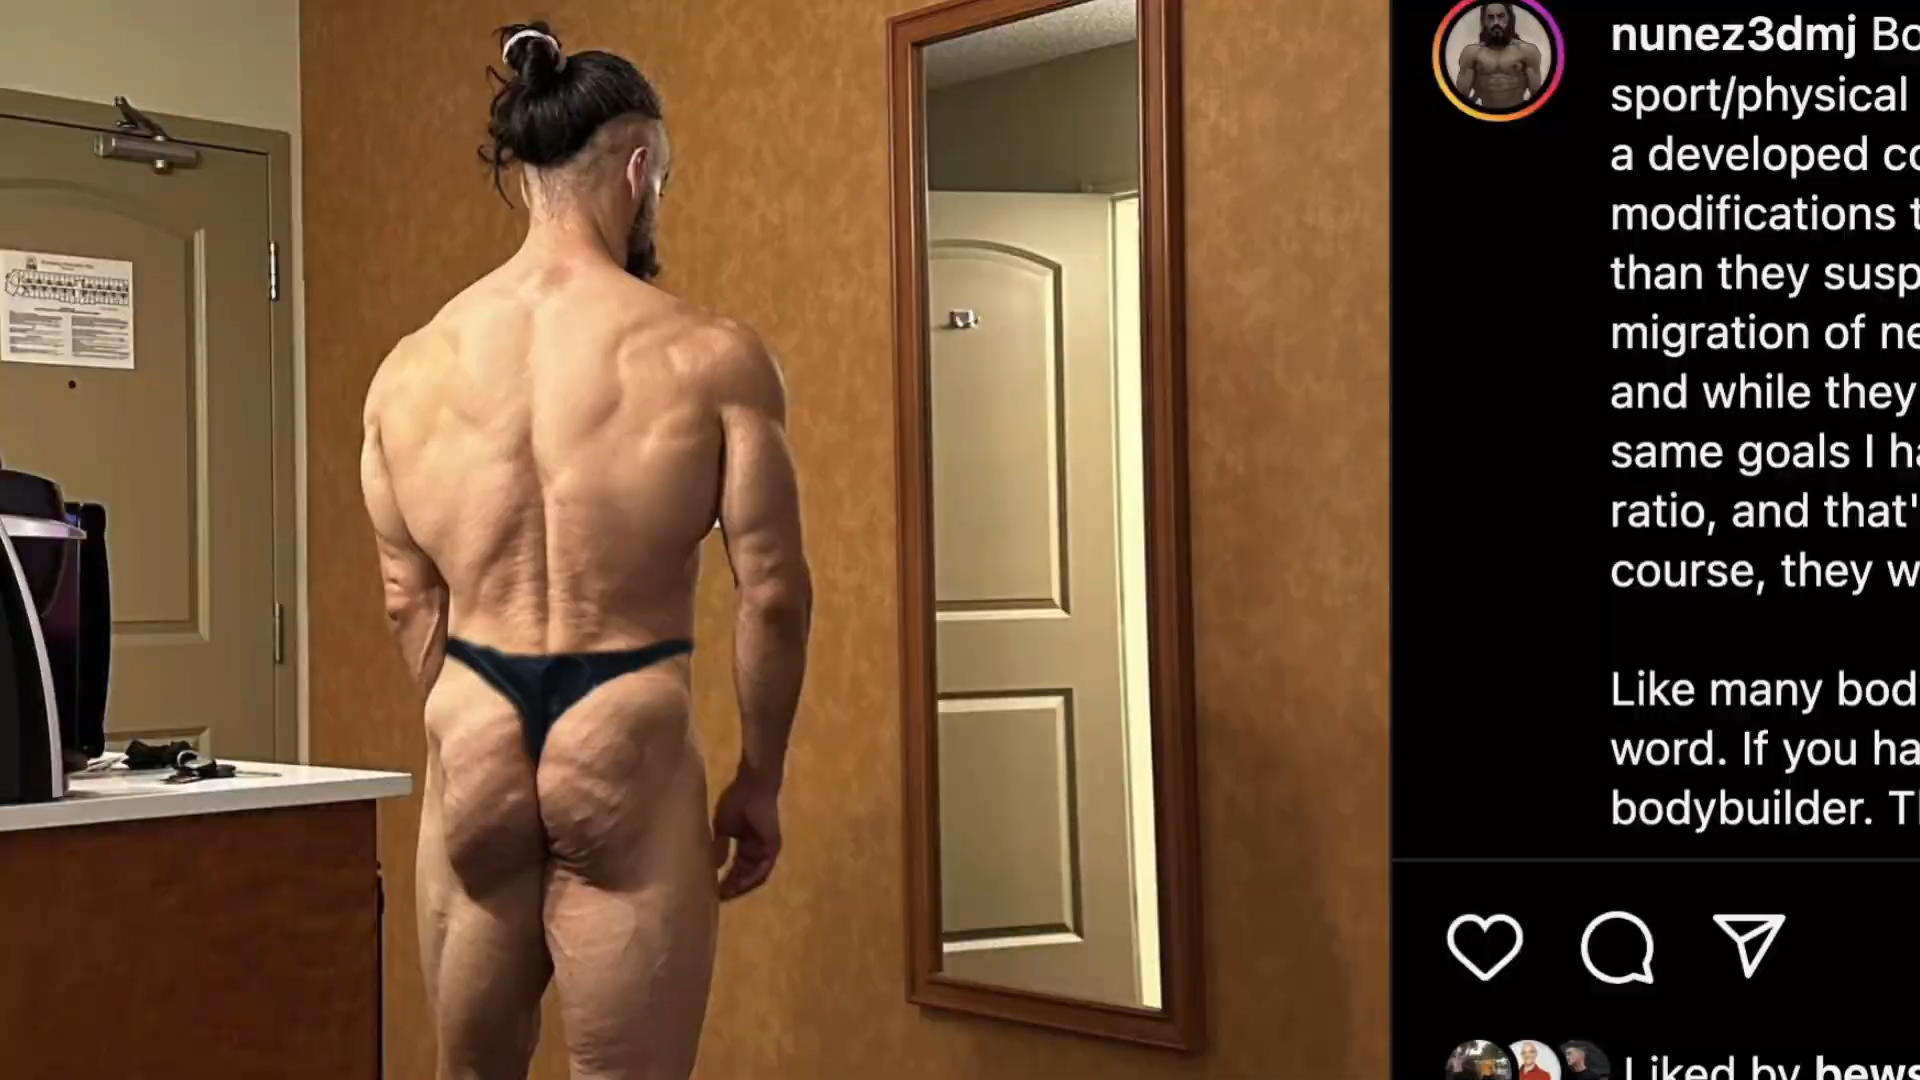 nunez3dmj Bo
sport/physical
a developed co
modifications t
than they susp
migration of ne
and while they
same goals I ha
ratio, and that'
course, they w
Like many bod
word. If you ha
bodybuilder. Th
Liked by hews